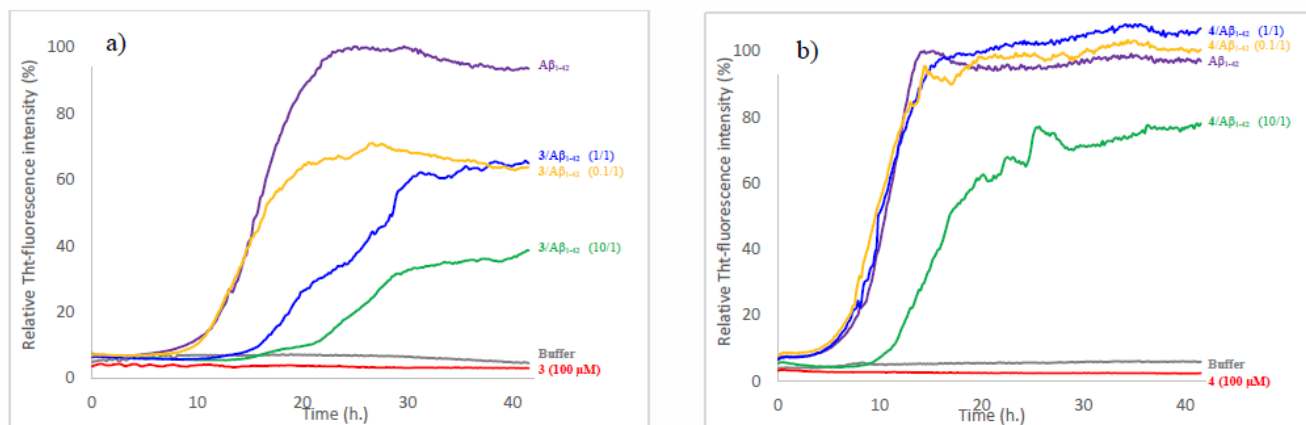 a)
Relative Tht-fluorescence intensity (%)
100
80
60
40
20
0
0
10
20
30
40
Time (h.)
Aβ₁₋₄₂
3/Aβ₁₋₄₂ (1/1)
3/Aβ₁₋₄₂ (0.1/1)
3/Aβ₁₋₄₂ (10/1)
Buffer
3 (100 μM)
b)
Relative Tht-fluorescence intensity (%)
100
80
60
40
20
0
0
10
20
30
40
Time (h.)
4/Aβ₁₋₄₂ (1/1)
4/Aβ₁₋₄₂ (0.1/1)
Aβ₁₋₄₂
4/Aβ₁₋₄₂ (10/1)
Buffer
4 (100 μM)